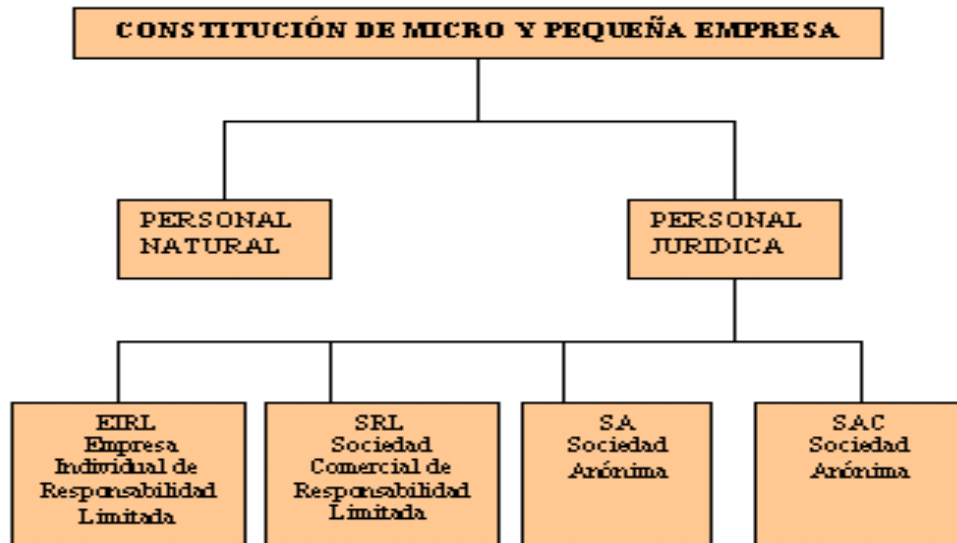 CONSTITUCIÓN DE MICRO Y PEQUEÑA EMPRESA
PERSONAL
NATURAL
PERSONAL
JURIDICA
EIRL
Empresa
Individual de
Responsabilidad
Limitada
SRL
Sociedad
Comercial de
Responsabilidad
Limitada
SA
Sociedad
Anónima
SAC
Sociedad
Anónima